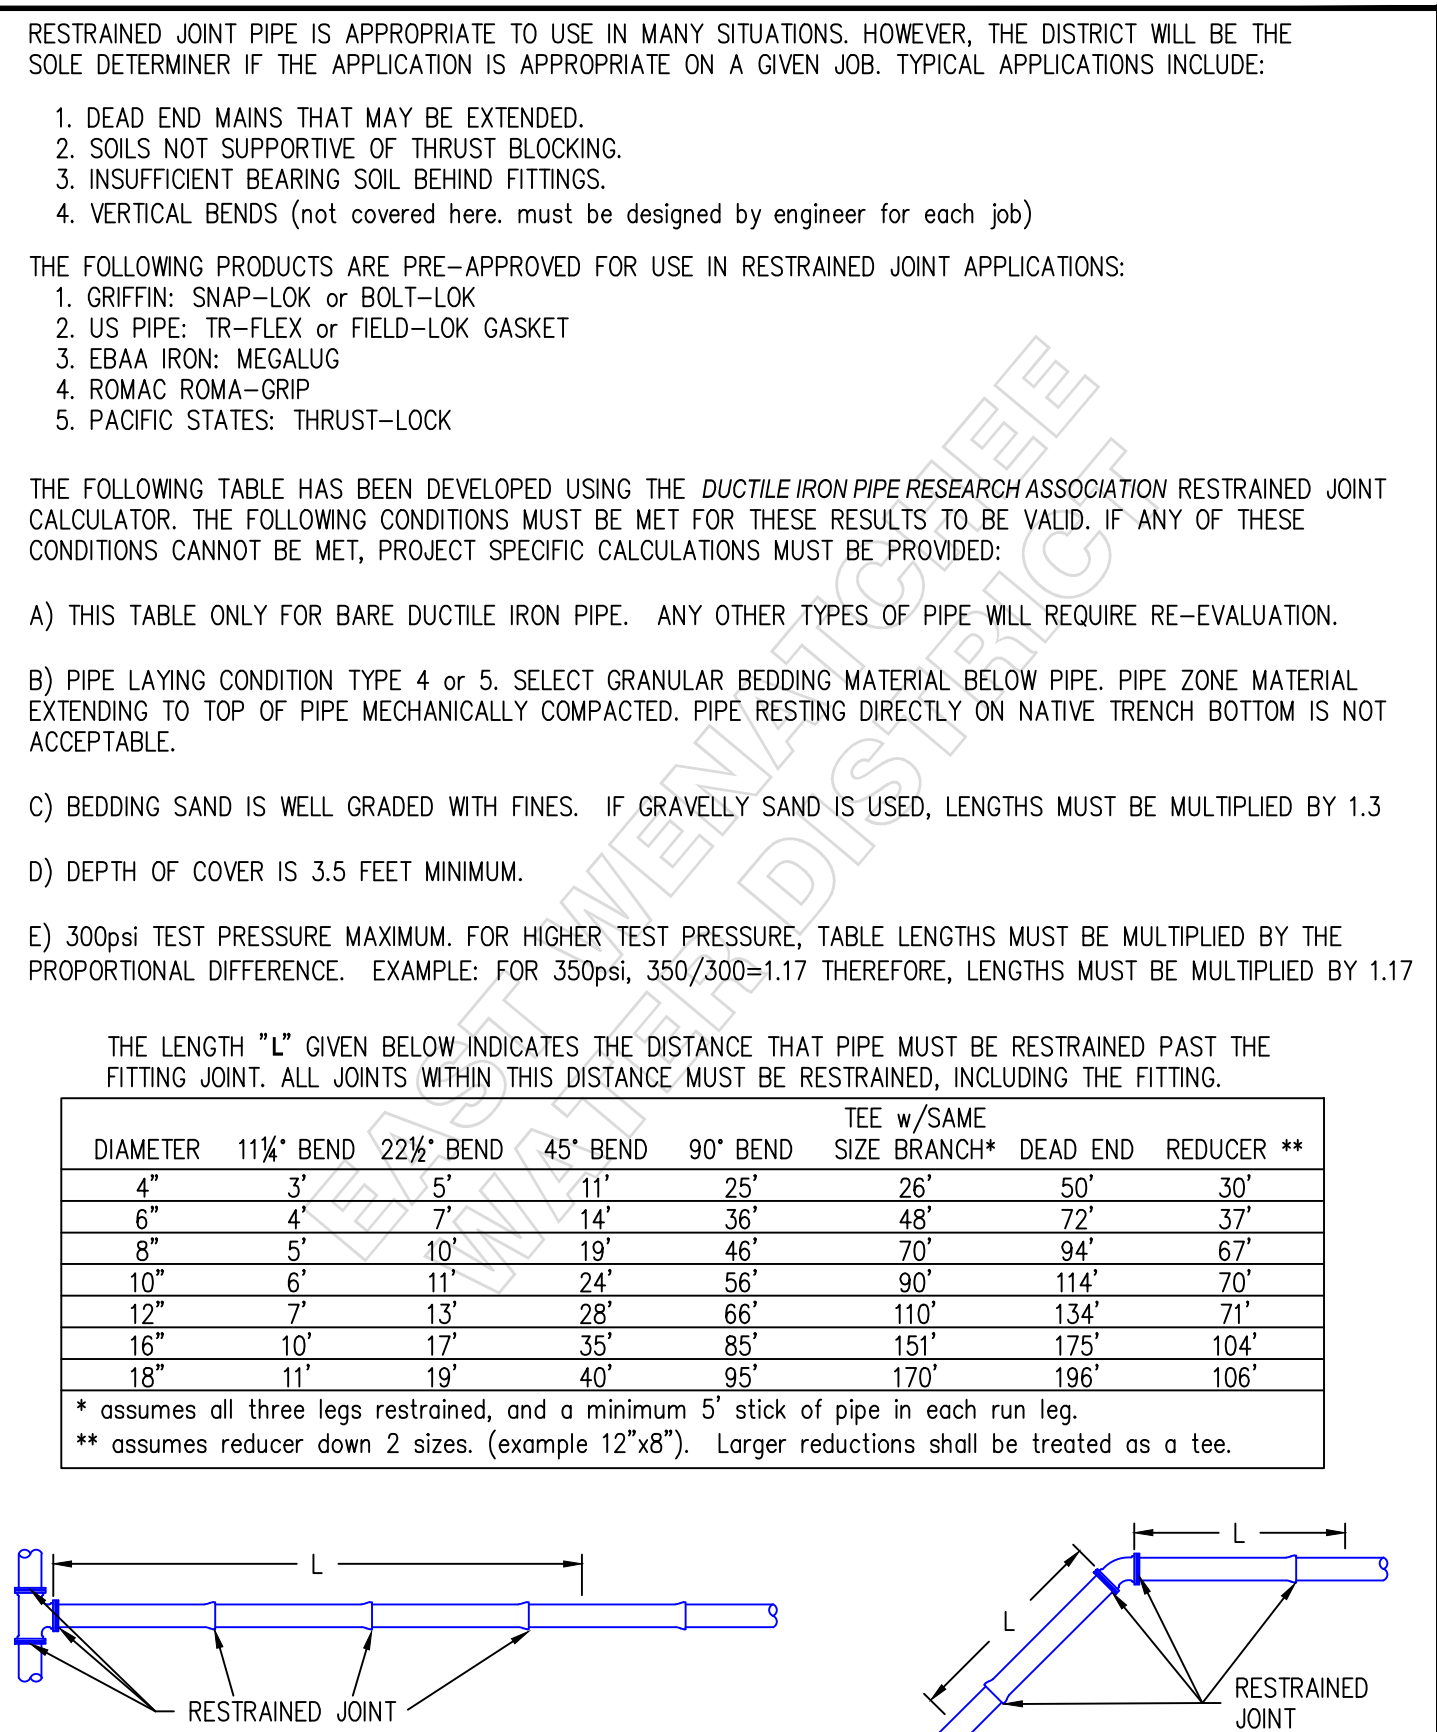 RESTRAINED JOINT PIPE IS APPROPRIATE TO USE IN MANY SITUATIONS. HOWEVER, THE DISTRICT WILL BE THE
SOLE DETERMINER IF THE APPLICATION IS APPROPRIATE ON A GIVEN JOB. TYPICAL APPLICATIONS INCLUDE:
1. DEAD END MAINS THAT MAY BE EXTENDED.
2. SOILS NOT SUPPORTIVE OF THRUST BLOCKING.
3. INSUFFICIENT BEARING SOIL BEHIND FITTINGS.
4. VERTICAL BENDS (not covered here. must be designed by engineer for each job)
THE FOLLOWING PRODUCTS ARE PRE-APPROVED FOR USE IN RESTRAINED JOINT APPLICATIONS:
1. GRIFFIN: SNAP-LOK or BOLT-LOK
2. US PIPE: TR-FLEX or FIELD-LOK GASKET
3. EBAA IRON: MEGALUG
4. ROMAC ROMA-GRIP
5. PACIFIC STATES: THRUST-LOCK
THE FOLLOWING TABLE HAS BEEN DEVELOPED USING THE DUCTILE IRON PIPE RESEARCH ASSOCIATION RESTRAINED JOINT
CALCULATOR. THE FOLLOWING CONDITIONS MUST BE MET FOR THESE RESULTS TO BE VALID. IF ANY OF THESE
CONDITIONS CANNOT BE MET, PROJECT SPECIFIC CALCULATIONS MUST BE PROVIDED:
A) THIS TABLE ONLY FOR BARE DUCTILE IRON PIPE. ANY OTHER TYPES OF PIPE WILL REQUIRE RE-EVALUATION.
B) PIPE LAYING CONDITION TYPE 4 or 5. SELECT GRANULAR BEDDING MATERIAL BELOW PIPE. PIPE ZONE MATERIAL
EXTENDING TO TOP OF PIPE MECHANICALLY COMPACTED. PIPE RESTING DIRECTLY ON NATIVE TRENCH BOTTOM IS NOT
ACCEPTABLE.
C) BEDDING SAND IS WELL GRADED WITH FINES. IF GRAVELLY SAND IS USED, LENGTHS MUST BE MULTIPLIED BY 1.3
D) DEPTH OF COVER IS 3.5 FEET MINIMUM.
E) 300psi TEST PRESSURE MAXIMUM. FOR HIGHER TEST PRESSURE, TABLE LENGTHS MUST BE MULTIPLIED BY THE
PROPORTIONAL DIFFERENCE. EXAMPLE: FOR 350psi, 350/300=1.17 THEREFORE, LENGTHS MUST BE MULTIPLIED BY 1.17
EAST WENATCHEE
WATER DISTRICT
THE LENGTH "L" GIVEN BELOW INDICATES THE DISTANCE THAT PIPE MUST BE RESTRAINED PAST THE
FITTING JOINT. ALL JOINTS WITHIN THIS DISTANCE MUST BE RESTRAINED, INCLUDING THE FITTING.
TEE w/SAME
DIAMETER 11¼° BEND 22½° BEND 45° BEND 90° BEND SIZE BRANCH* DEAD END REDUCER **
4" 3' 5' 11' 25' 26' 50' 30'
6" 4' 7' 14' 36' 48' 72' 37'
8" 5' 10' 19' 46' 70' 94' 67'
10" 6' 11' 24' 56' 90' 114' 70'
12" 7' 13' 28' 66' 110' 134' 71'
16" 10' 17' 35' 85' 151' 175' 104'
18" 11' 19' 40' 95' 170' 196' 106'
* assumes all three legs restrained, and a minimum 5' stick of pipe in each run leg.
** assumes reducer down 2 sizes. (example 12"x8"). Larger reductions shall be treated as a tee.
L
RESTRAINED JOINT
L
L
RESTRAINED
JOINT